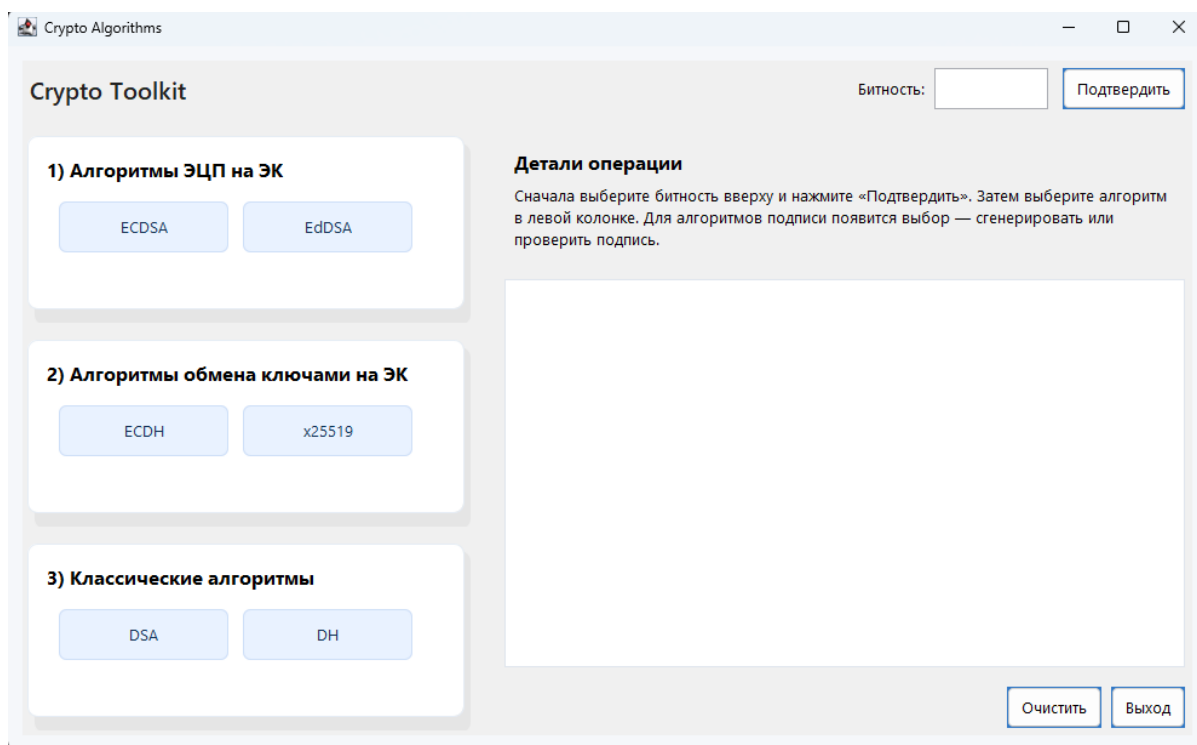 Crypto Algorithms
Crypto Toolkit
Битность:
Подтвердить
1) Алгоритмы ЭЦП на ЭК
ECDSA
EdDSA
2) Алгоритмы обмена ключами на ЭК
ECDH
x25519
3) Классические алгоритмы
DSA
DH
Детали операции
Сначала выберите битность вверху и нажмите «Подтвердить». Затем выберите алгоритм
в левой колонке. Для алгоритмов подписи появится выбор — сгенерировать или
проверить подпись.
Очистить
Выход